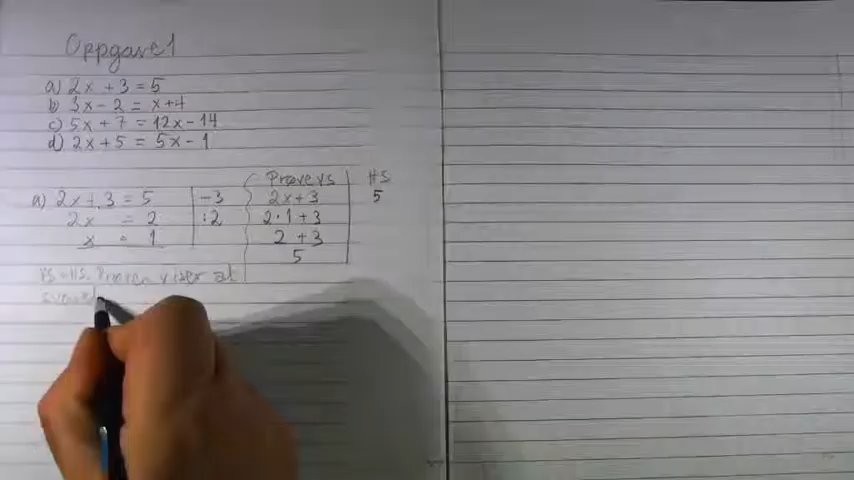 Oppgave 1
a) 2x + 3 = 5
b) 3x - 2 = x + 4
c) 5x + 7 = 12x - 14
d) 2x + 5 = 5x - 1
Prøve VS | HS
a) 2x + 3 = 5 | -3 2x + 3 | 5
2x = 2 | :2 2 · 1 + 3
x = 1 2 + 3
5
VS = HS. Prøven viser at
svaret